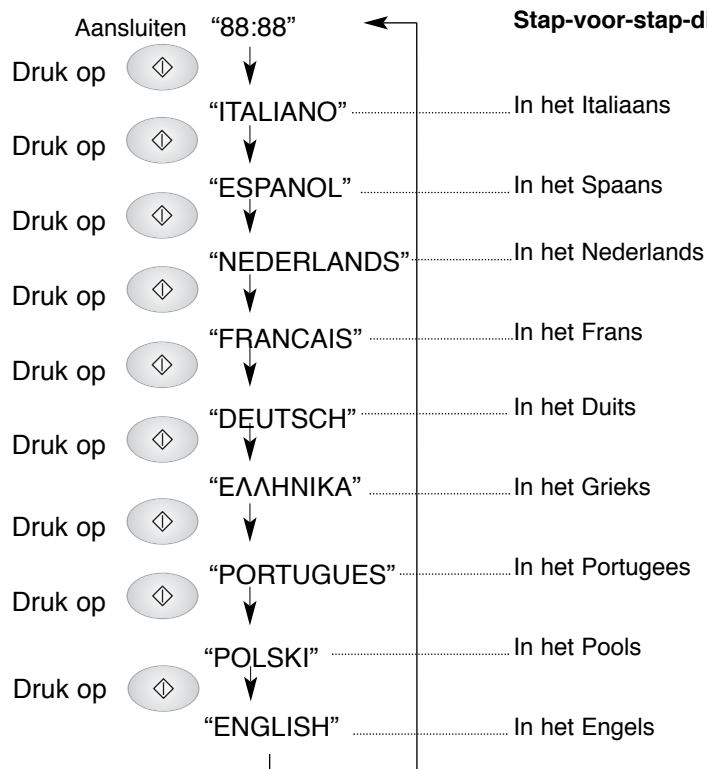 Aansluiten “88:88” Stap-voor-stap-di
Druk op
“ITALIANO” In het Italiaans
Druk op
“ESPANOL” In het Spaans
Druk op
“NEDERLANDS” In het Nederlands
Druk op
“FRANCAIS” In het Frans
Druk op
“DEUTSCH” In het Duits
Druk op
“ΕΛΛΗΝΙΚΑ” In het Grieks
Druk op
“PORTUGUES” In het Portugees
Druk op
“POLSKI” In het Pools
Druk op
“ENGLISH” In het Engels